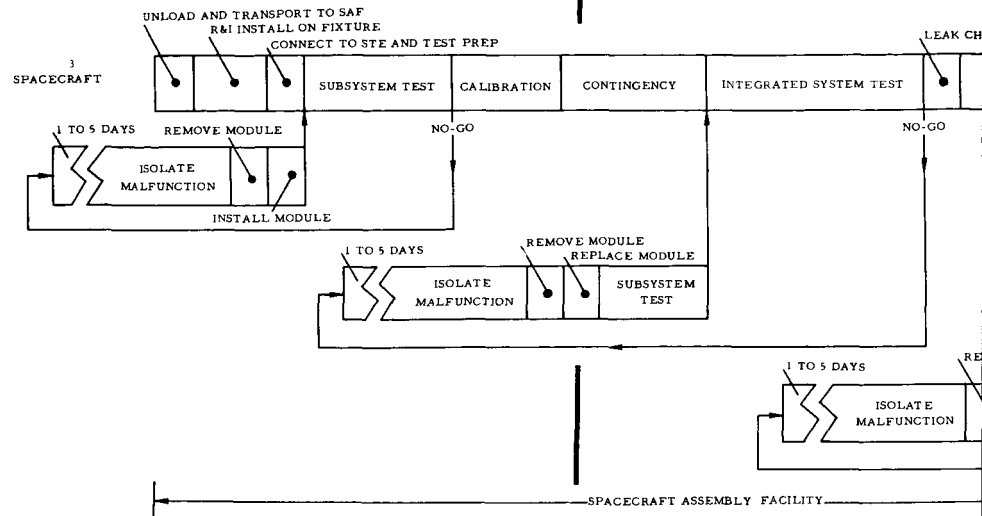 UNLOAD AND TRANSPORT TO SAF
R&I INSTALL ON FIXTURE
CONNECT TO STE AND TEST PREP
LEAK CH
3
SPACECRAFT
SUBSYSTEM TEST
CALIBRATION
CONTINGENCY
INTEGRATED SYSTEM TEST
1 TO 5 DAYS
REMOVE MODULE
NO-GO
NO-GO
ISOLATE
MALFUNCTION
INSTALL MODULE
1 TO 5 DAYS
REMOVE MODULE
REPLACE MODULE
ISOLATE
MALFUNCTION
SUBSYSTEM
TEST
1 TO 5 DAYS
RE
ISOLATE
MALFUNCTION
SPACECRAFT ASSEMBLY FACILITY